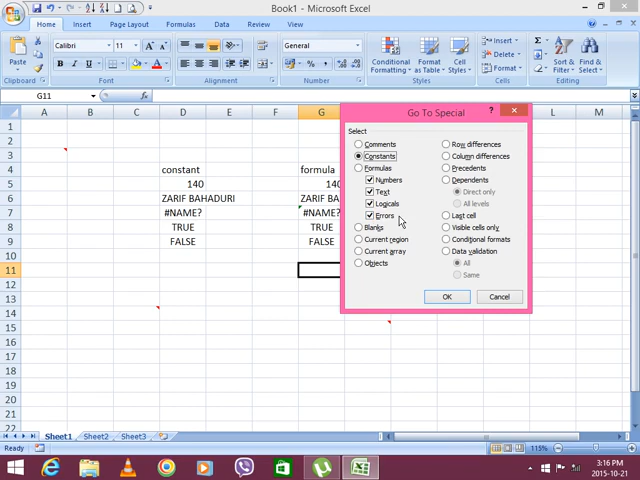 Book1 - Microsoft Excel
Home Insert Page Layout Formulas Data Review View
Paste
Calibri 11
B I U
General
$ % ,
Conditional Formatting Format as Table Cell Styles
Insert
Delete
Format
Sort & Filter Find & Select
Clipboard Font Alignment Number Styles Cells Editing
G11 fx
A B C D E F G L M
1
2
3
4 constant formula
5 140 140
6 ZARIF BAHADURI ZARIF BA
7 #NAME? #NAME?
8 TRUE TRUE
9 FALSE FALSE
10
11
12
13
14
15
16
17
18
19
20
21
22
Go To Special
Select
Comments
Constants
Formulas
Numbers
Text
Logicals
Errors
Blanks
Current region
Current array
Objects
Row differences
Column differences
Precedents
Dependents
Direct only
All levels
Last cell
Visible cells only
Conditional formats
Data validation
All
Same
OK Cancel
Sheet1 Sheet2 Sheet3
Ready 115%
3:16 PM
2015-10-21